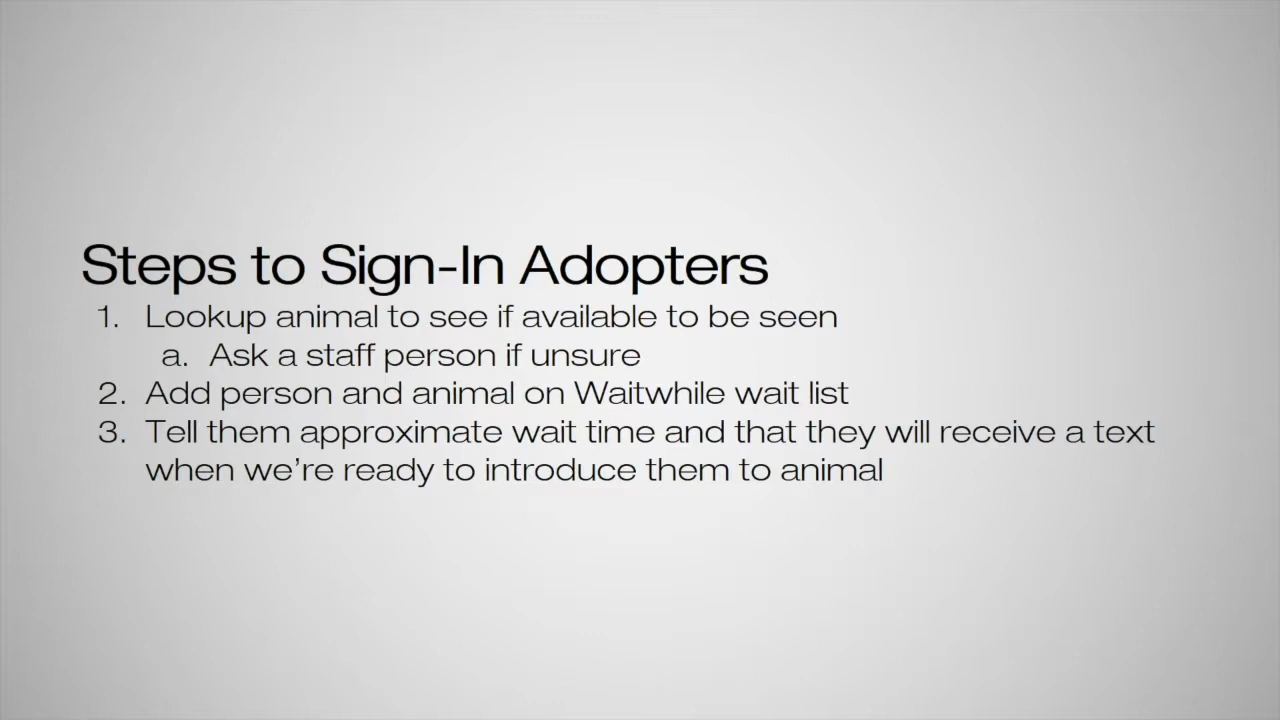 Steps to Sign-In Adopters
1. Lookup animal to see if available to be seen
a. Ask a staff person if unsure
2. Add person and animal on Waitwhile wait list
3. Tell them approximate wait time and that they will receive a text
when we’re ready to introduce them to animal